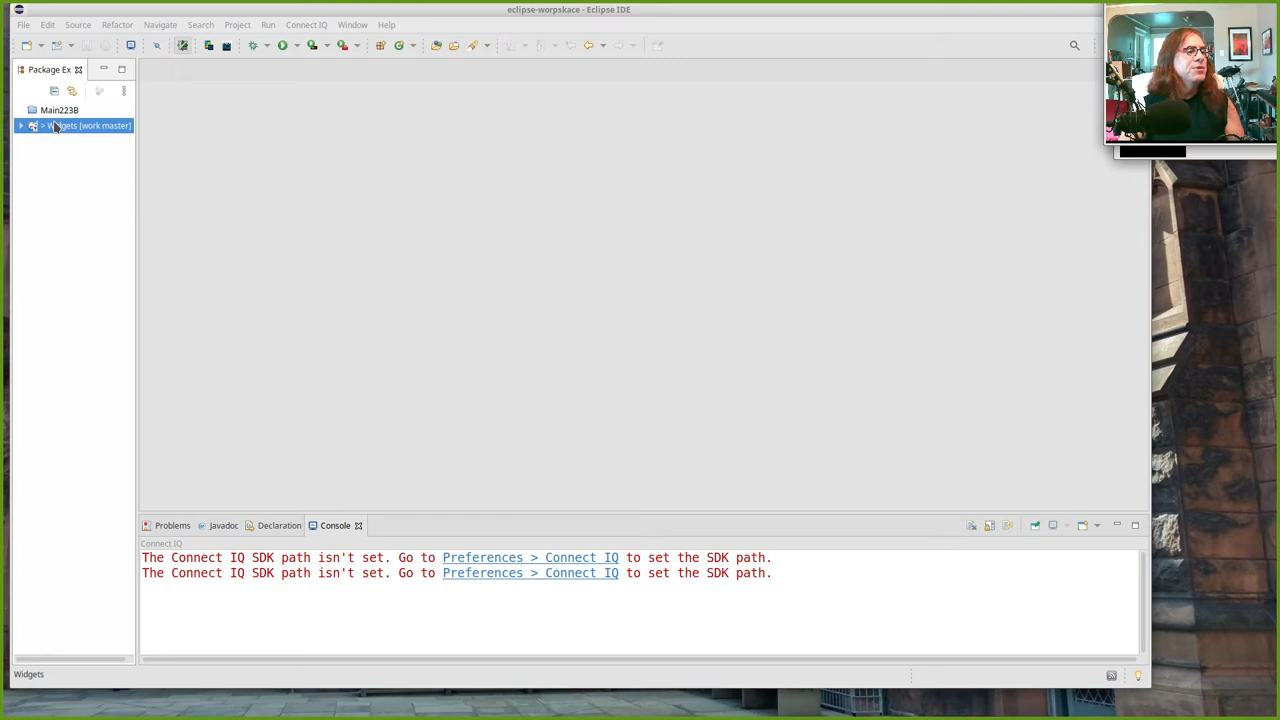 eclipse-worpskace - Eclipse IDE
File Edit Source Refactor Navigate Search Project Run Connect IQ Window Help
Package Ex
Main223B
> Widgets [work master]
Problems Javadoc Declaration Console
Connect IQ
The Connect IQ SDK path isn't set. Go to Preferences > Connect IQ to set the SDK path.
The Connect IQ SDK path isn't set. Go to Preferences > Connect IQ to set the SDK path.
Widgets